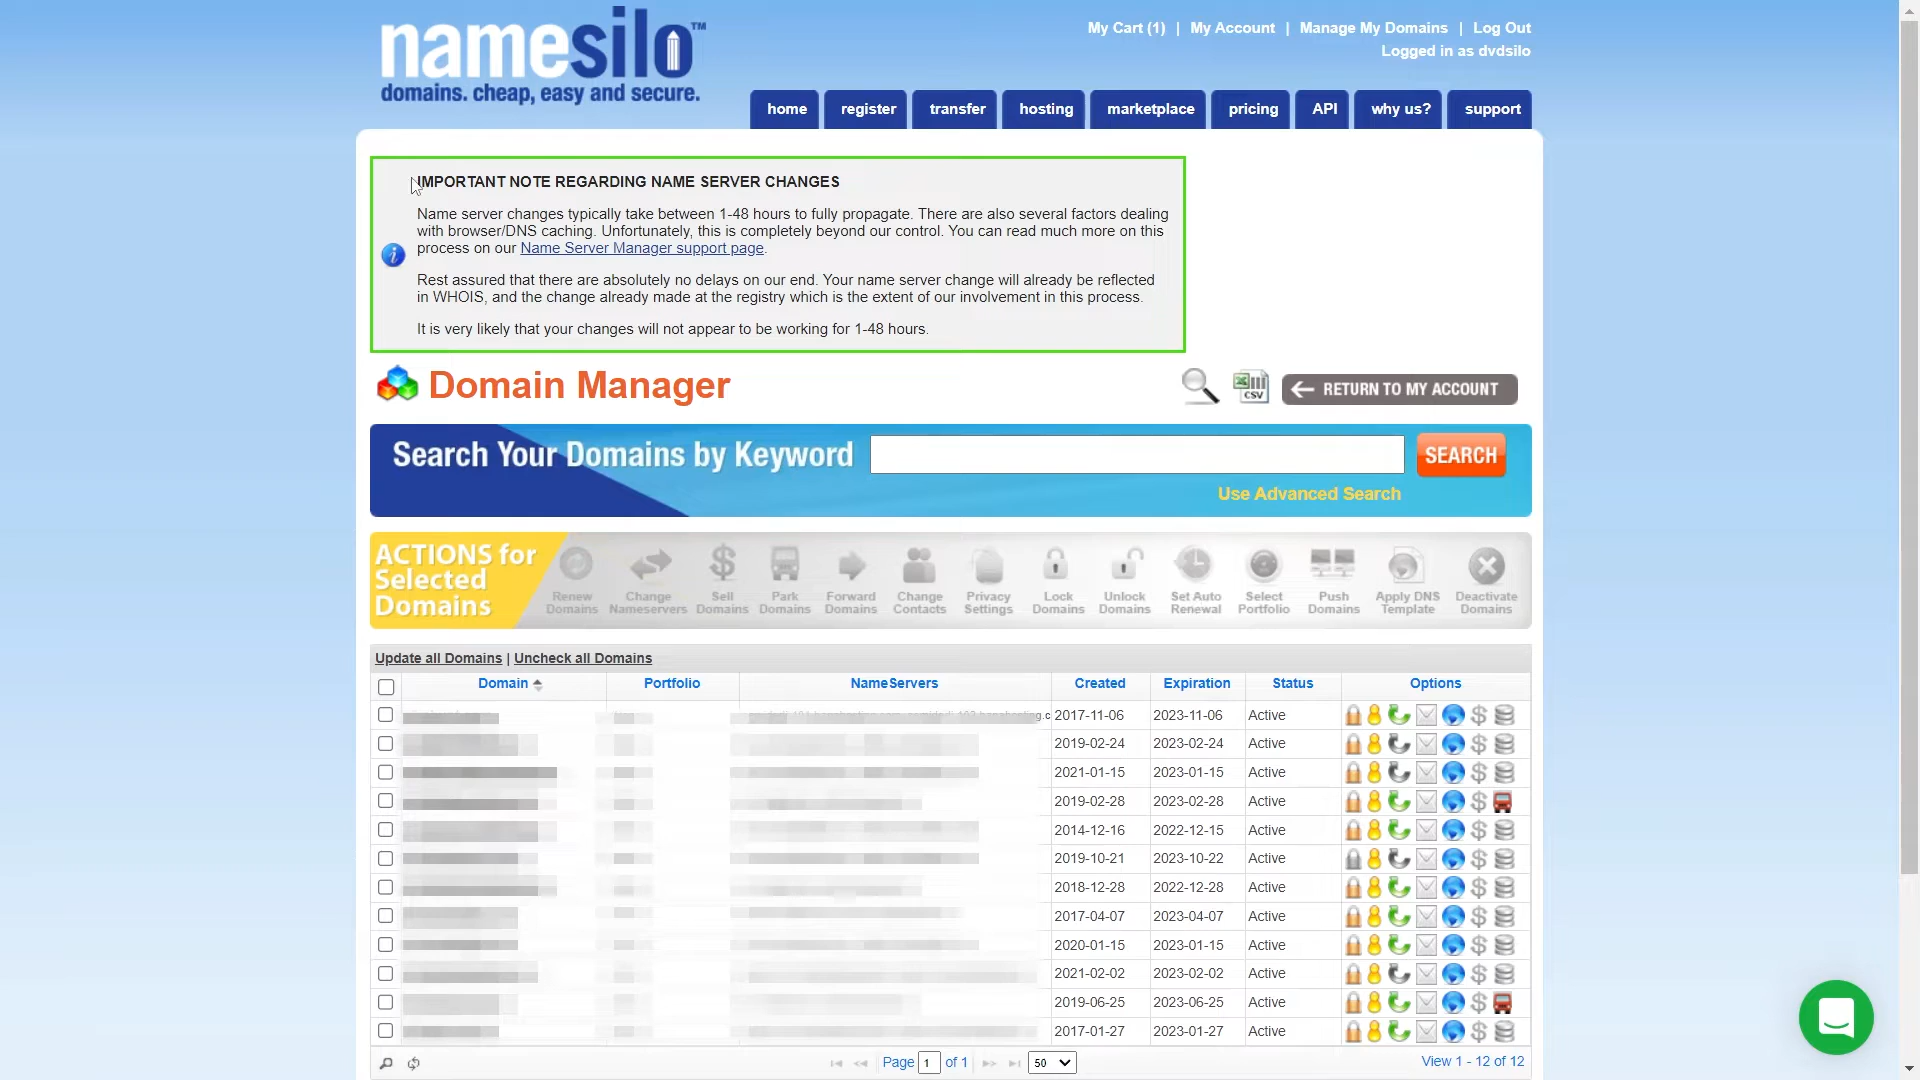 namesilo™
domains. cheap, easy and secure.
My Cart (1) | My Account | Manage My Domains | Log Out
Logged in as dvdsilo
home register transfer hosting marketplace pricing API why us? support
IMPORTANT NOTE REGARDING NAME SERVER CHANGES
Name server changes typically take between 1-48 hours to fully propagate. There are also several factors dealing
with browser/DNS caching. Unfortunately, this is completely beyond our control. You can read much more on this
process on our Name Server Manager support page.
Rest assured that there are absolutely no delays on our end. Your name server change will already be reflected
in WHOIS, and the change already made at the registry which is the extent of our involvement in this process.
It is very likely that your changes will not appear to be working for 1-48 hours.
Domain Manager
CSV
RETURN TO MY ACCOUNT
Search Your Domains by Keyword
SEARCH
Use Advanced Search
ACTIONS for
Selected
Domains
Renew Domains
Change Nameservers
Sell Domains
Park Domains
Forward Domains
Change Contacts
Privacy Settings
Lock Domains
Unlock Domains
Set Auto Renewal
Select Portfolio
Push Domains
Apply DNS Template
Deactivate Domains
Update all Domains | Uncheck all Domains
Domain Portfolio NameServers Created Expiration Status Options
2017-11-06 2023-11-06 Active
2019-02-24 2023-02-24 Active
2021-01-15 2023-01-15 Active
2019-02-28 2023-02-28 Active
2014-12-16 2022-12-15 Active
2019-10-21 2023-10-22 Active
2018-12-28 2022-12-28 Active
2017-04-07 2023-04-07 Active
2020-01-15 2023-01-15 Active
2021-02-02 2023-02-02 Active
2019-06-25 2023-06-25 Active
2017-01-27 2023-01-27 Active
Page 1 of 1 50
View 1 - 12 of 12